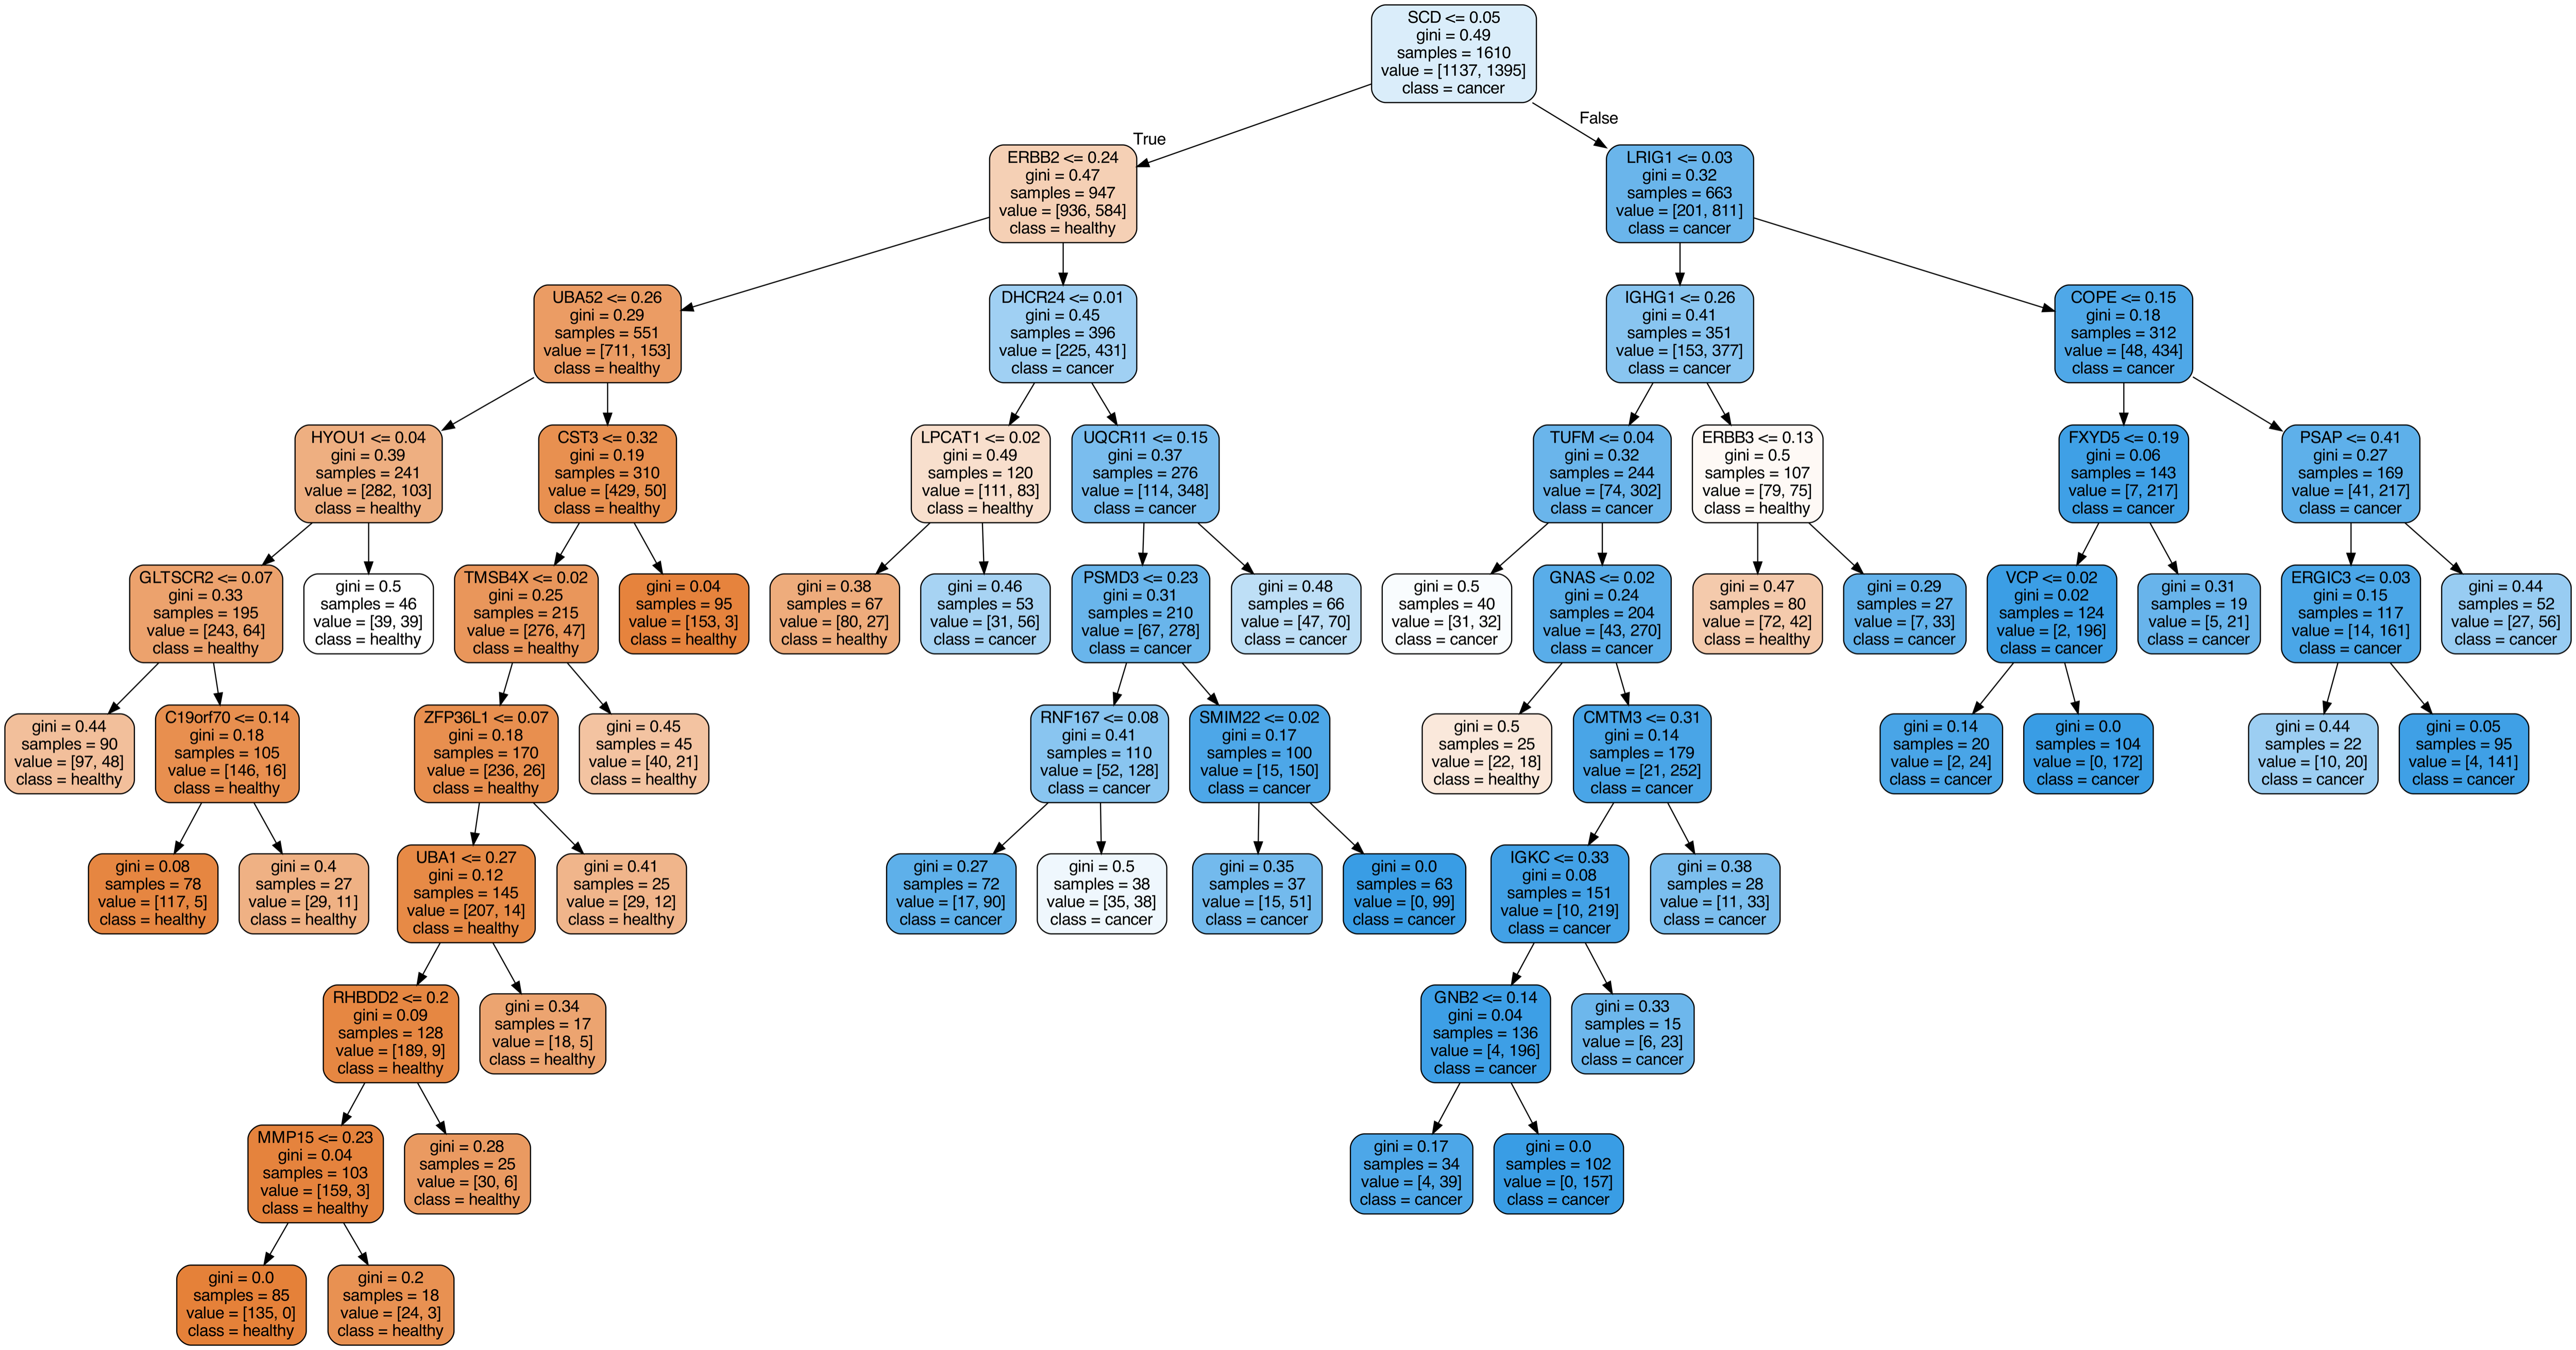 SCD <= 0.05
gini = 0.49
samples = 1610
value = [1137, 1395]
class = cancer
True
False
ERBB2 <= 0.24
gini = 0.47
samples = 947
value = [936, 584]
class = healthy
LRIG1 <= 0.03
gini = 0.32
samples = 663
value = [201, 811]
class = cancer
UBA52 <= 0.26
gini = 0.29
samples = 551
value = [711, 153]
class = healthy
DHCR24 <= 0.01
gini = 0.45
samples = 396
value = [225, 431]
class = cancer
IGHG1 <= 0.26
gini = 0.41
samples = 351
value = [153, 377]
class = cancer
COPE <= 0.15
gini = 0.18
samples = 312
value = [48, 434]
class = cancer
HYOU1 <= 0.04
gini = 0.39
samples = 241
value = [282, 103]
class = healthy
CST3 <= 0.32
gini = 0.19
samples = 310
value = [429, 50]
class = healthy
LPCAT1 <= 0.02
gini = 0.49
samples = 120
value = [111, 83]
class = healthy
UQCR11 <= 0.15
gini = 0.37
samples = 276
value = [114, 348]
class = cancer
TUFM <= 0.04
gini = 0.32
samples = 244
value = [74, 302]
class = cancer
ERBB3 <= 0.13
gini = 0.5
samples = 107
value = [79, 75]
class = healthy
FXYD5 <= 0.19
gini = 0.06
samples = 143
value = [7, 217]
class = cancer
PSAP <= 0.41
gini = 0.27
samples = 169
value = [41, 217]
class = cancer
GLTSCR2 <= 0.07
gini = 0.33
samples = 195
value = [243, 64]
class = healthy
gini = 0.5
samples = 46
value = [39, 39]
class = healthy
TMSB4X <= 0.02
gini = 0.25
samples = 215
value = [276, 47]
class = healthy
gini = 0.04
samples = 95
value = [153, 3]
class = healthy
gini = 0.38
samples = 67
value = [80, 27]
class = healthy
gini = 0.46
samples = 53
value = [31, 56]
class = cancer
PSMD3 <= 0.23
gini = 0.31
samples = 210
value = [67, 278]
class = cancer
gini = 0.48
samples = 66
value = [47, 70]
class = cancer
gini = 0.5
samples = 40
value = [31, 32]
class = cancer
GNAS <= 0.02
gini = 0.24
samples = 204
value = [43, 270]
class = cancer
gini = 0.47
samples = 80
value = [72, 42]
class = healthy
gini = 0.29
samples = 27
value = [7, 33]
class = cancer
VCP <= 0.02
gini = 0.02
samples = 124
value = [2, 196]
class = cancer
gini = 0.31
samples = 19
value = [5, 21]
class = cancer
ERGIC3 <= 0.03
gini = 0.15
samples = 117
value = [14, 161]
class = cancer
gini = 0.44
samples = 52
value = [27, 56]
class = cancer
gini = 0.44
samples = 90
value = [97, 48]
class = healthy
C19orf70 <= 0.14
gini = 0.18
samples = 105
value = [146, 16]
class = healthy
ZFP36L1 <= 0.07
gini = 0.18
samples = 170
value = [236, 26]
class = healthy
gini = 0.45
samples = 45
value = [40, 21]
class = healthy
RNF167 <= 0.08
gini = 0.41
samples = 110
value = [52, 128]
class = cancer
SMIM22 <= 0.02
gini = 0.17
samples = 100
value = [15, 150]
class = cancer
gini = 0.5
samples = 25
value = [22, 18]
class = healthy
CMTM3 <= 0.31
gini = 0.14
samples = 179
value = [21, 252]
class = cancer
gini = 0.14
samples = 20
value = [2, 24]
class = cancer
gini = 0.0
samples = 104
value = [0, 172]
class = cancer
gini = 0.44
samples = 22
value = [10, 20]
class = cancer
gini = 0.05
samples = 95
value = [4, 141]
class = cancer
gini = 0.08
samples = 78
value = [117, 5]
class = healthy
gini = 0.4
samples = 27
value = [29, 11]
class = healthy
UBA1 <= 0.27
gini = 0.12
samples = 145
value = [207, 14]
class = healthy
gini = 0.41
samples = 25
value = [29, 12]
class = healthy
gini = 0.27
samples = 72
value = [17, 90]
class = cancer
gini = 0.5
samples = 38
value = [35, 38]
class = cancer
gini = 0.35
samples = 37
value = [15, 51]
class = cancer
gini = 0.0
samples = 63
value = [0, 99]
class = cancer
IGKC <= 0.33
gini = 0.08
samples = 151
value = [10, 219]
class = cancer
gini = 0.38
samples = 28
value = [11, 33]
class = cancer
RHBDD2 <= 0.2
gini = 0.09
samples = 128
value = [189, 9]
class = healthy
gini = 0.34
samples = 17
value = [18, 5]
class = healthy
GNB2 <= 0.14
gini = 0.04
samples = 136
value = [4, 196]
class = cancer
gini = 0.33
samples = 15
value = [6, 23]
class = cancer
MMP15 <= 0.23
gini = 0.04
samples = 103
value = [159, 3]
class = healthy
gini = 0.28
samples = 25
value = [30, 6]
class = healthy
gini = 0.17
samples = 34
value = [4, 39]
class = cancer
gini = 0.0
samples = 102
value = [0, 157]
class = cancer
gini = 0.0
samples = 85
value = [135, 0]
class = healthy
gini = 0.2
samples = 18
value = [24, 3]
class = healthy